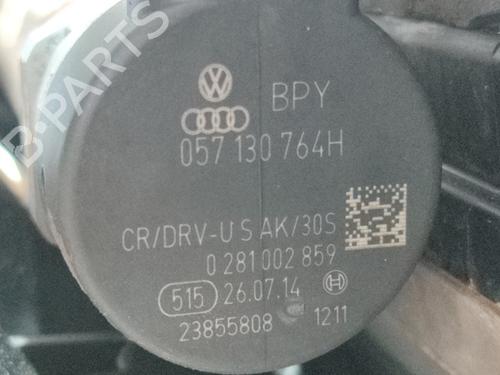 B-PARTS
BPY
057 130 764H
CR/DRV-U S AK/30S
0 281 002 859
515 26.07.14
23855808 1211